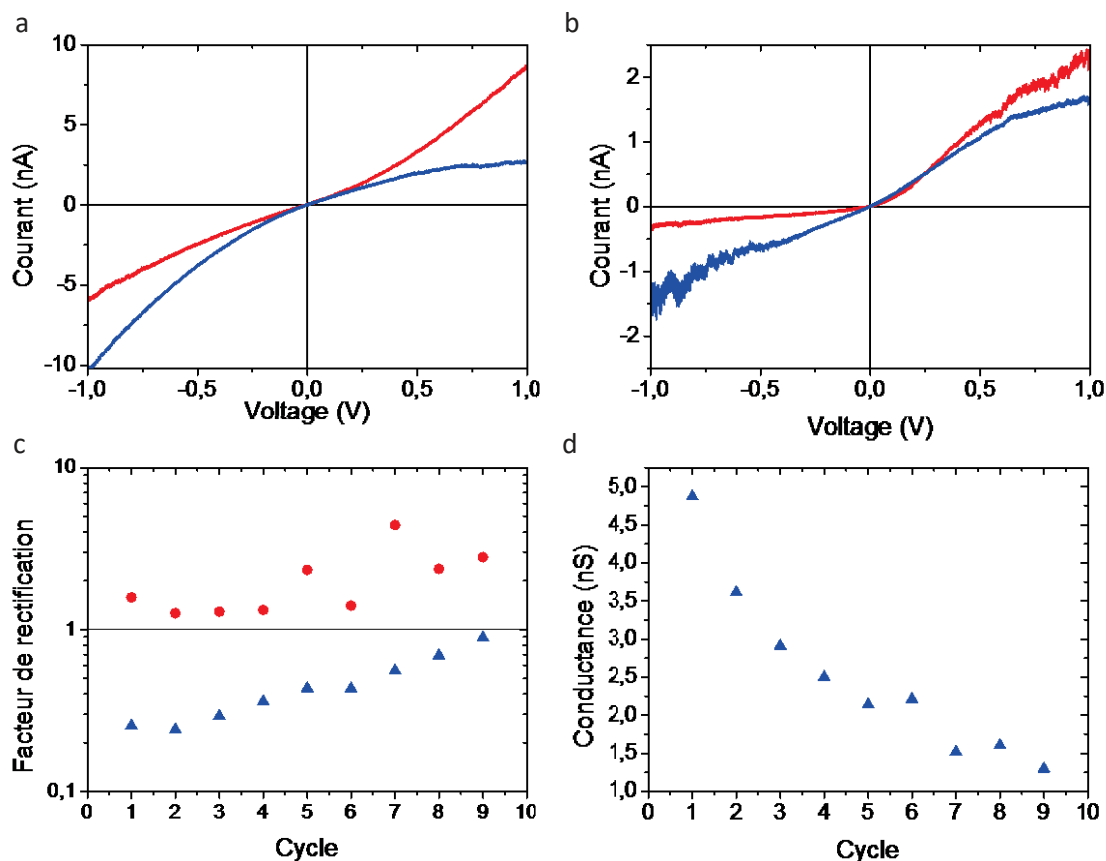 a
10
5
0
-5
-10
Courant (nA)
-1,0 -0,5 0,0 0,5 1,0
Voltage (V)
b
2
1
0
-1
-2
Courant (nA)
-1,0 -0,5 0,0 0,5 1,0
Voltage (V)
c
10
1
0,1
Facteur de rectification
0 1 2 3 4 5 6 7 8 9 10
Cycle
d
5,0
4,5
4,0
3,5
3,0
2,5
2,0
1,5
1,0
Conductance (nS)
0 1 2 3 4 5 6 7 8 9 10
Cycle